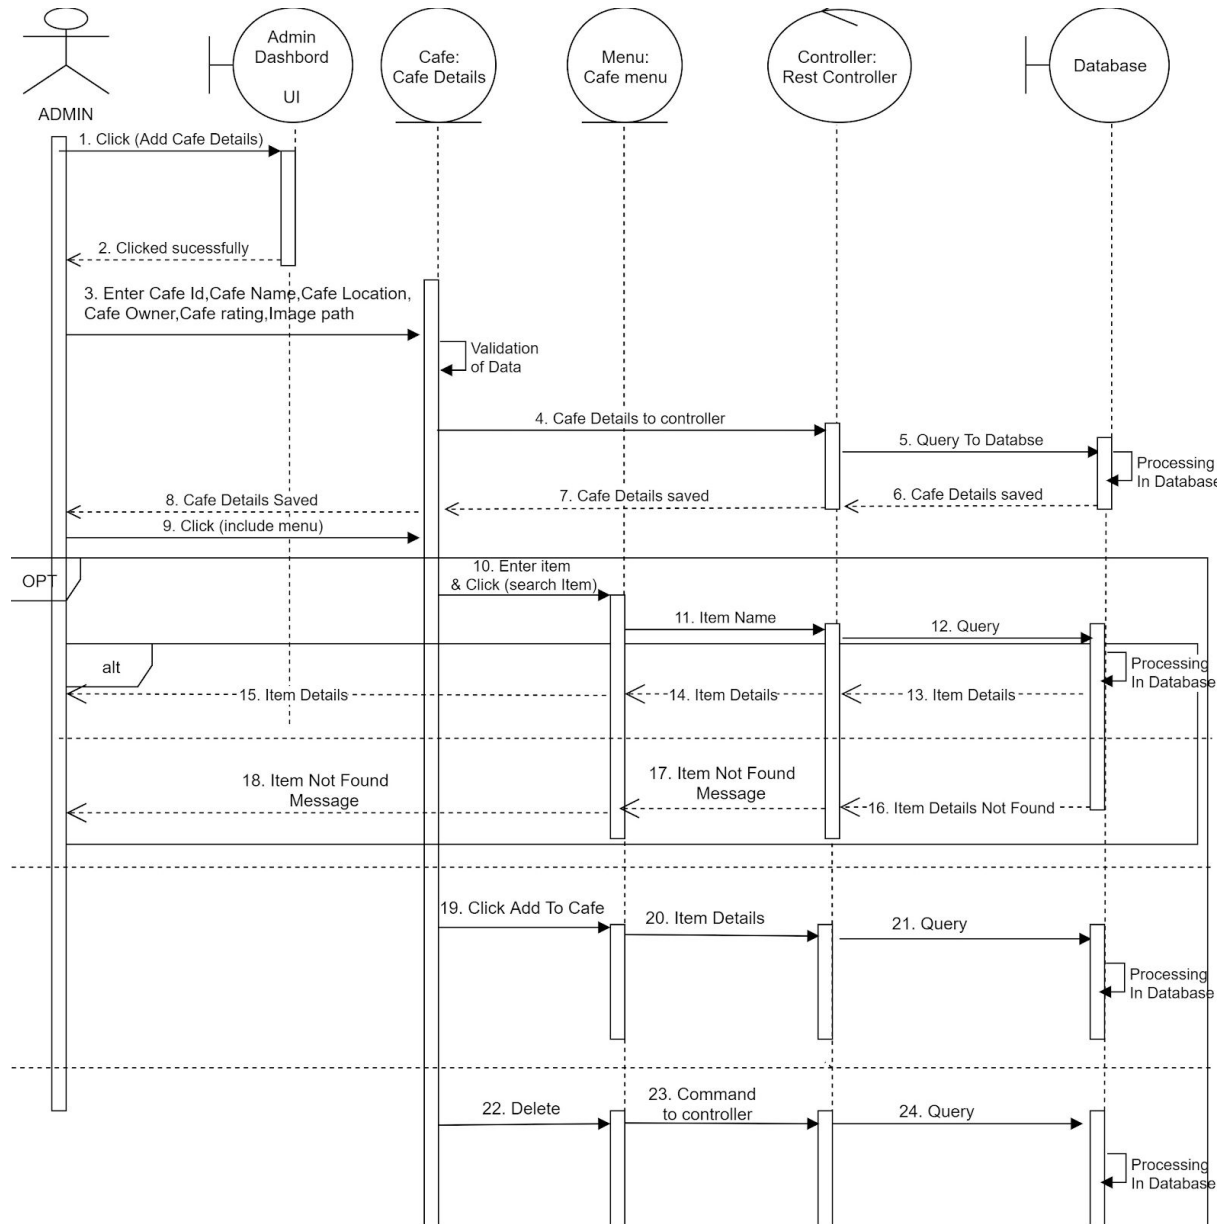 Admin
Dashbord
UI
Cafe:
Cafe Details
Menu:
Cafe menu
Controller:
Rest Controller
Database
ADMIN
1. Click (Add Cafe Details)
2. Clicked sucessfully
3. Enter Cafe Id,Cafe Name,Cafe Location,
Cafe Owner,Cafe rating,Image path
Validation
of Data
4. Cafe Details to controller
5. Query To Databse
Processing
In Database
6. Cafe Details saved
7. Cafe Details saved
8. Cafe Details Saved
9. Click (include menu)
OPT
10. Enter item
& Click (search Item)
11. Item Name
12. Query
alt
Processing
In Database
13. Item Details
14. Item Details
15. Item Details
16. Item Details Not Found
17. Item Not Found
Message
18. Item Not Found
Message
19. Click Add To Cafe
20. Item Details
21. Query
Processing
In Database
22. Delete
23. Command
to controller
24. Query
Processing
In Database